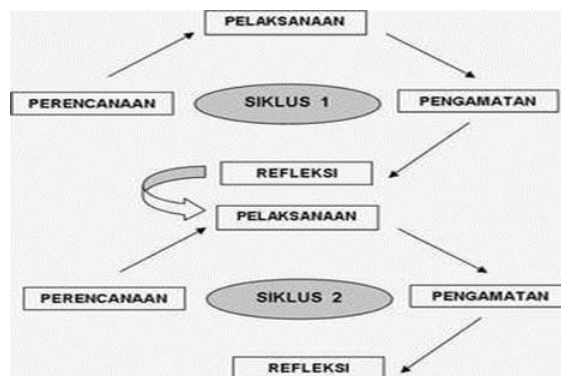 PELAKSANAAN
PERENCANAAN
SIKLUS 1
PENGAMATAN
REFLEKSI
PELAKSANAAN
PERENCANAAN
SIKLUS 2
PENGAMATAN
REFLEKSI